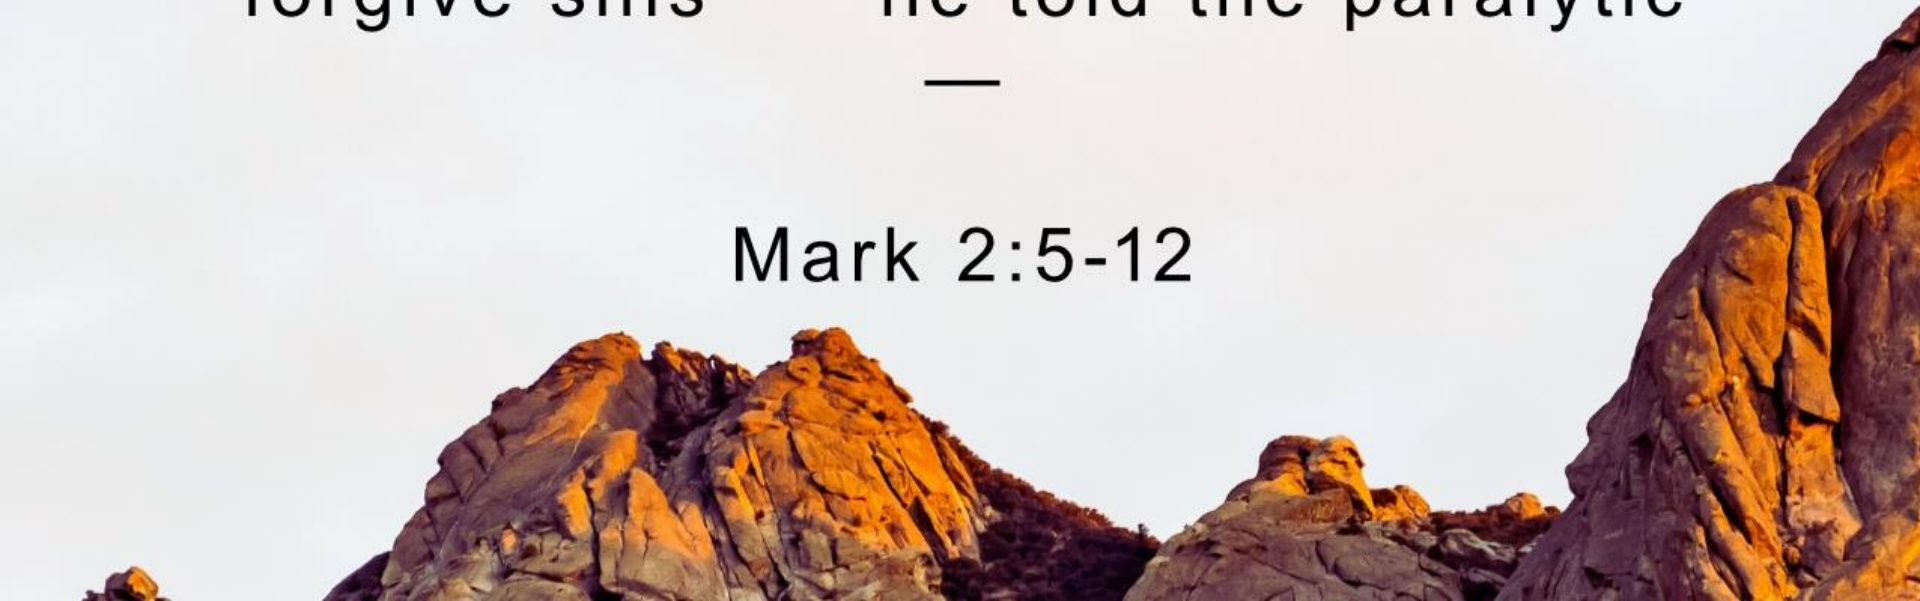 forgive sins he told the paralytic
—
Mark 2:5-12